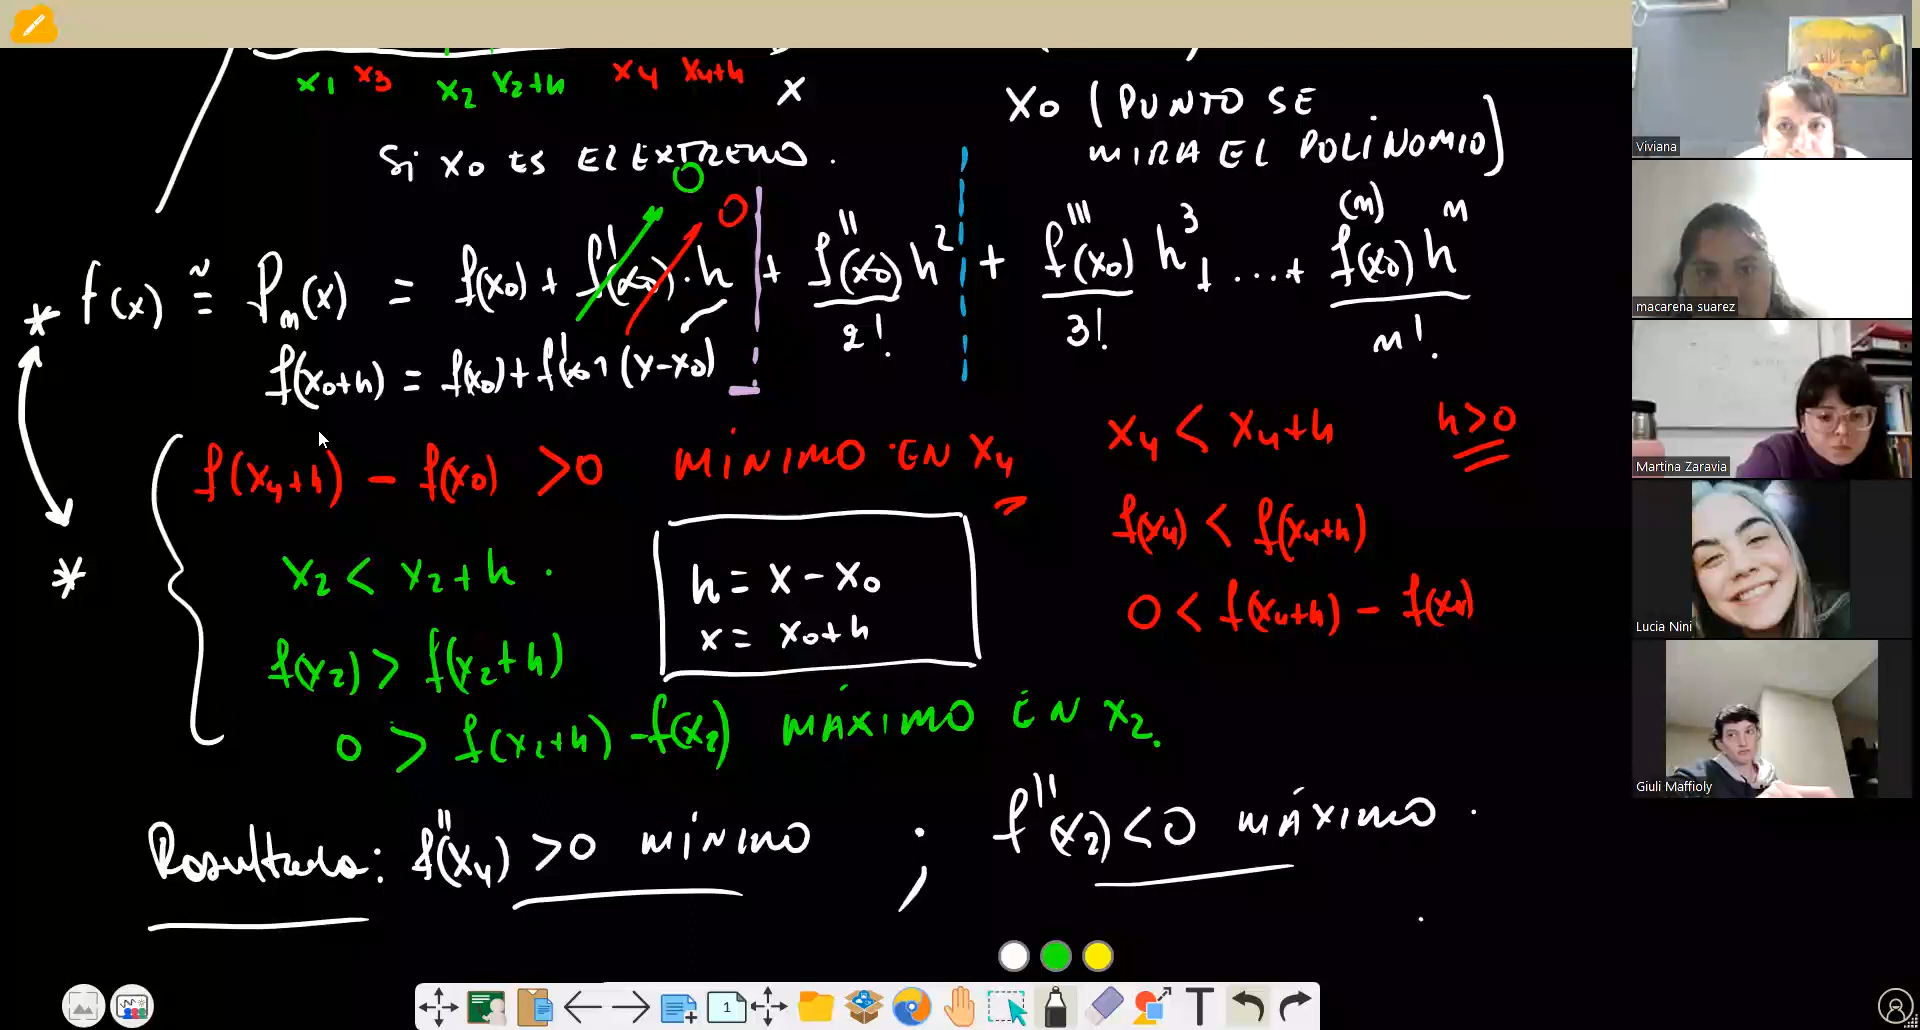 x1 x3 x2 x2+h x4 x4+h x
x0 (PUNTO SE
MIRA EL POLINOMIO)
Si x0 ES EL EXTREMO.
0 0
* f(x) ≅ Pm(x) = f(x0) + f'(x0)·h + f''(x0)h²/2! + f'''(x0)h³/3! + ... + f(m)(x0)h^m/m!
f(x0+h) = f(x0) + f'(x0)(x-x0)
f(x4+h) - f(x0) > 0 MÍNIMO EN x4
x4 < x4+h h>0
f(x4) < f(x4+h)
0 < f(x4+h) - f(x4)
*
x2 < x2+h.
f(x2) > f(x2+h)
0 > f(x2+h) - f(x2) MÁXIMO EN x2.
h = x - x0
x = x0+h
Resultado: f''(x4) > 0 MÍNIMO ; f''(x2) < 0 MÁXIMO.
Viviana
macarena suarez
Martina Zaravia
Lucia Nini
Giuli Maffioly
1
T